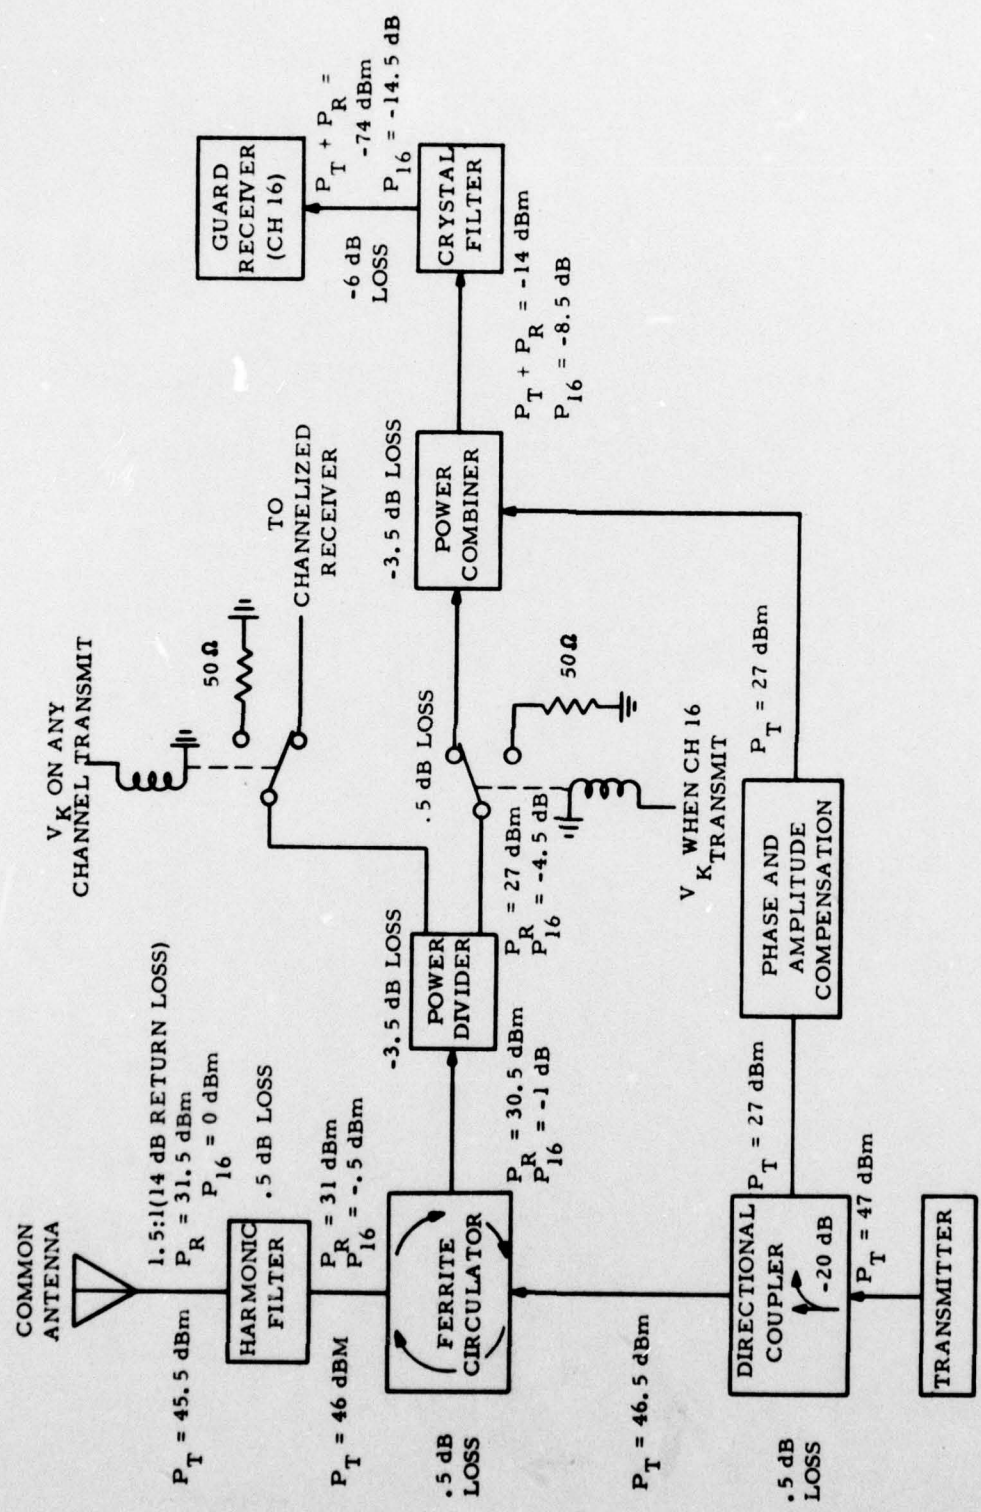 COMMON
ANTENNA
P_T = 45.5 dBm
1.5:1(14 dB RETURN LOSS)
P_R = 31.5 dBm
P_16 = 0 dBm
HARMONIC
FILTER
.5 dB LOSS
P_T = 46 dBM
P_R = 31 dBm
P_16 = -.5 dBm
.5 dB
LOSS
FERRITE
CIRCULATOR
P_R = 30.5 dBm
P_16 = -1 dB
P_T = 46.5 dBm
.5 dB
LOSS
DIRECTIONAL
COUPLER
-20 dB
P_T = 27 dBm
P_T = 47 dBm
TRANSMITTER
-3.5 dB LOSS
POWER
DIVIDER
P_R = 27 dBm
P_16 = -4.5 dB
V_K ON ANY
CHANNEL TRANSMIT
50Ω
TO
CHANNELIZED
RECEIVER
.5 dB LOSS
50Ω
V_K WHEN CH 16
TRANSMIT
PHASE AND
AMPLITUDE
COMPENSATION
P_T = 27 dBm
-3.5 dB LOSS
POWER
COMBINER
P_T + P_R = -14 dBm
P_16 = -8.5 dB
CRYSTAL
FILTER
-6 dB
LOSS
P_T + P_R =
-74 dBm
P_16 = -14.5 dB
GUARD
RECEIVER
(CH 16)